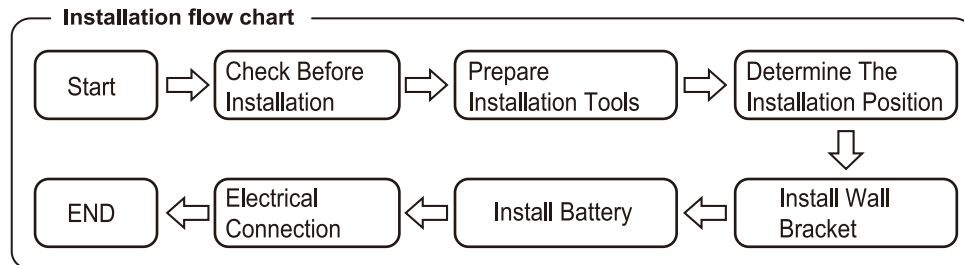 Installation flow chart
Start
Check Before
Installation
Prepare
Installation Tools
Determine The
Installation Position
Install Wall
Bracket
Install Battery
Electrical
Connection
END